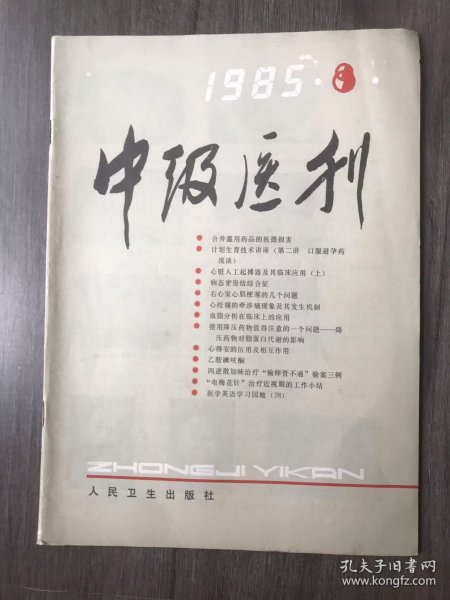 1985·8
中级医刊
合并滥用药品的医德损害
计划生育技术讲座（第二讲 口服避孕药
浅谈）
心脏人工起搏器及其临床应用（上）
病态窦房结综合征
右心室心肌梗塞的几个问题
心绞痛的牵涉痛现象及其发生机制
血脂分析在临床上的应用
使用降压药物值得注意的一个问题——降
压药物对脂蛋白代谢的影响
心得安的伍用及相互作用
乙胺碘呋酮
四逆散加味治疗“输卵管不通”验案三例
“电梅花针”治疗近视眼的工作小结
医学英语学习园地（28）
ZHONGJI YIKAN
人民卫生出版社
孔夫子旧书网
www.kongfz.com